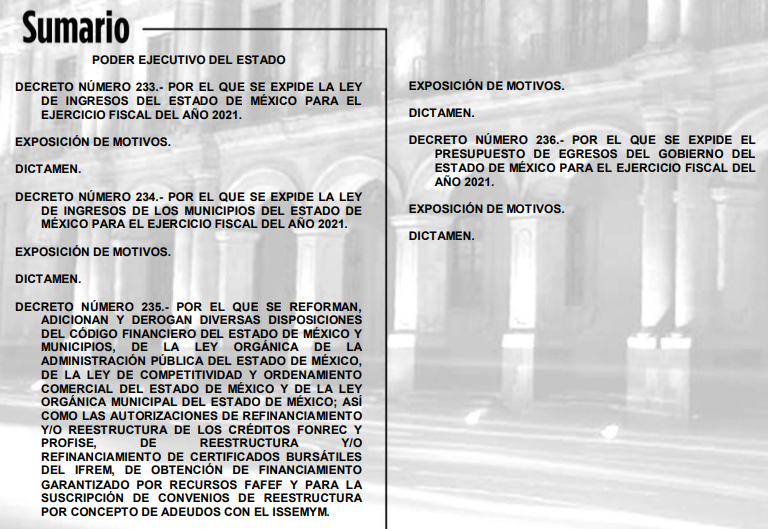 Sumario
PODER EJECUTIVO DEL ESTADO
DECRETO NÚMERO 233.- POR EL QUE SE EXPIDE LA LEY
DE INGRESOS DEL ESTADO DE MÉXICO PARA EL
EJERCICIO FISCAL DEL AÑO 2021.
EXPOSICIÓN DE MOTIVOS.
DICTAMEN.
DECRETO NÚMERO 234.- POR EL QUE SE EXPIDE LA LEY
DE INGRESOS DE LOS MUNICIPIOS DEL ESTADO DE
MÉXICO PARA EL EJERCICIO FISCAL DEL AÑO 2021.
EXPOSICIÓN DE MOTIVOS.
DICTAMEN.
DECRETO NÚMERO 235.- POR EL QUE SE REFORMAN,
ADICIONAN Y DEROGAN DIVERSAS DISPOSICIONES
DEL CÓDIGO FINANCIERO DEL ESTADO DE MÉXICO Y
MUNICIPIOS, DE LA LEY ORGÁNICA DE LA
ADMINISTRACIÓN PÚBLICA DEL ESTADO DE MÉXICO,
DE LA LEY DE COMPETITIVIDAD Y ORDENAMIENTO
COMERCIAL DEL ESTADO DE MÉXICO Y DE LA LEY
ORGÁNICA MUNICIPAL DEL ESTADO DE MÉXICO; ASÍ
COMO LAS AUTORIZACIONES DE REFINANCIAMIENTO
Y/O REESTRUCTURA DE LOS CRÉDITOS FONREC Y
PROFISE, DE REESTRUCTURA Y/O
REFINANCIAMIENTO DE CERTIFICADOS BURSÁTILES
DEL IFREM, DE OBTENCIÓN DE FINANCIAMIENTO
GARANTIZADO POR RECURSOS FAFEF Y PARA LA
SUSCRIPCIÓN DE CONVENIOS DE REESTRUCTURA
POR CONCEPTO DE ADEUDOS CON EL ISSEMYM.
EXPOSICIÓN DE MOTIVOS.
DICTAMEN.
DECRETO NÚMERO 236.- POR EL QUE SE EXPIDE EL
PRESUPUESTO DE EGRESOS DEL GOBIERNO DEL
ESTADO DE MÉXICO PARA EL EJERCICIO FISCAL DEL
AÑO 2021.
EXPOSICIÓN DE MOTIVOS.
DICTAMEN.